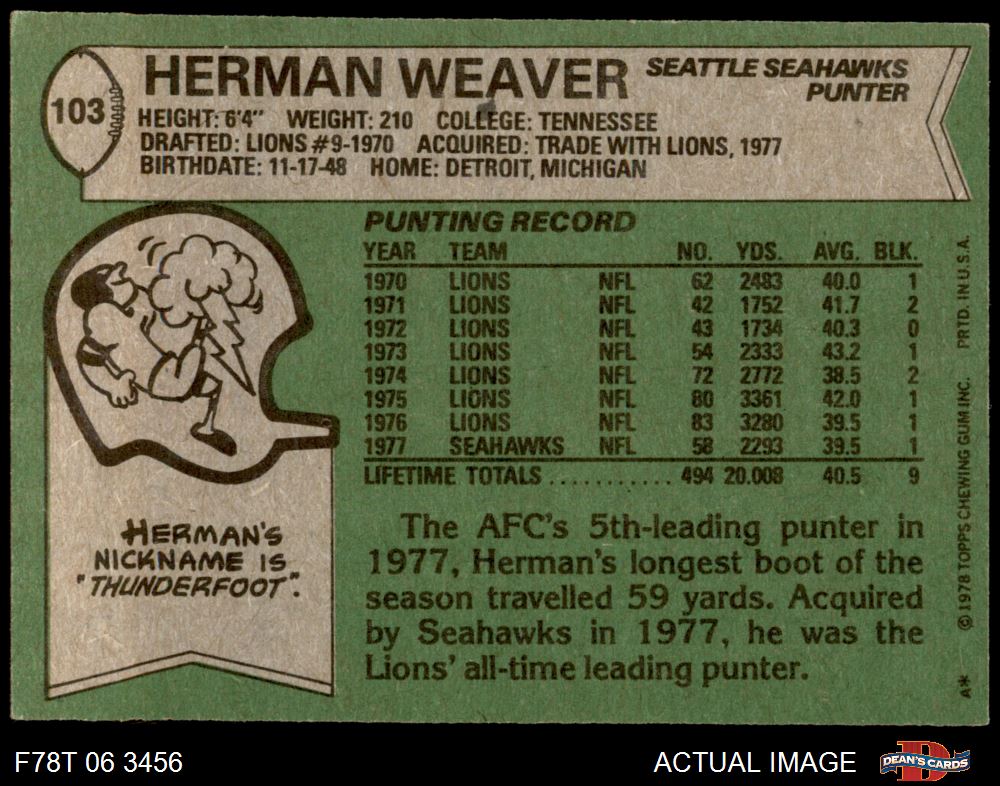 103
HERMAN WEAVER
SEATTLE SEAHAWKS
PUNTER
HEIGHT: 6'4" WEIGHT: 210 COLLEGE: TENNESSEE
DRAFTED: LIONS #9-1970 ACQUIRED: TRADE WITH LIONS, 1977
BIRTHDATE: 11-17-48 HOME: DETROIT, MICHIGAN
PUNTING RECORD
YEAR TEAM NO. YDS. AVG. BLK.
1970 LIONS NFL 62 2483 40.0 1
1971 LIONS NFL 42 1752 41.7 2
1972 LIONS NFL 43 1734 40.3 0
1973 LIONS NFL 54 2333 43.2 1
1974 LIONS NFL 72 2772 38.5 2
1975 LIONS NFL 80 3361 42.0 1
1976 LIONS NFL 83 3280 39.5 1
1977 SEAHAWKS NFL 58 2293 39.5 1
LIFETIME TOTALS ........... 494 20.008 40.5 9
HERMAN'S
NICKNAME IS
"THUNDERFOOT".
The AFC's 5th-leading punter in
1977, Herman's longest boot of the
season travelled 59 yards. Acquired
by Seahawks in 1977, he was the
Lions' all-time leading punter.
A* © 1978 TOPPS CHEWING GUM INC. PRTD. IN U.S.A.
F78T 06 3456
ACTUAL IMAGE
D
DEAN'S CARDS